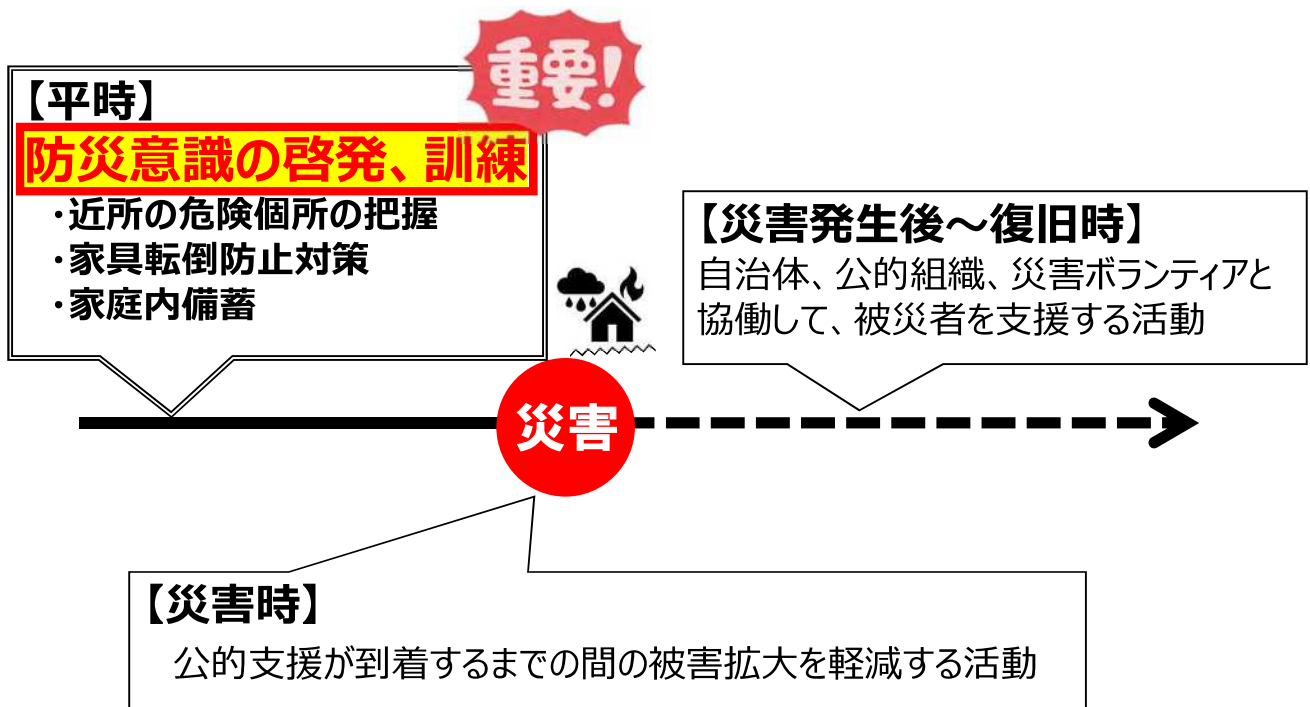 重要!
【平時】
防災意識の啓発、訓練
・近所の危険個所の把握
・家具転倒防止対策
・家庭内備蓄
【災害発生後～復旧時】
自治体、公的組織、災害ボランティアと
協働して、被災者を支援する活動
災害
【災害時】
公的支援が到着するまでの間の被害拡大を軽減する活動